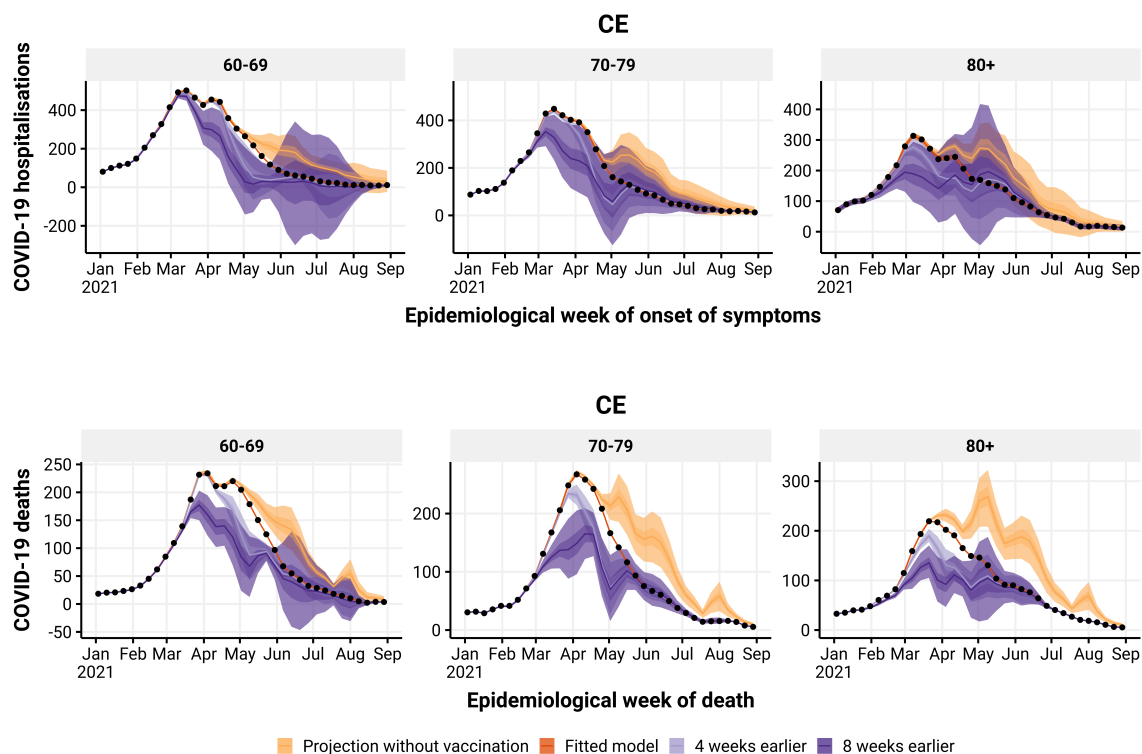 CE
60-69
70-79
80+
COVID-19 hospitalisations
400
200
0
-200
400
200
0
400
300
200
100
0
Jan Feb Mar Apr May Jun Jul Aug Sep
2021
Jan Feb Mar Apr May Jun Jul Aug Sep
2021
Jan Feb Mar Apr May Jun Jul Aug Sep
2021
Epidemiological week of onset of symptoms
CE
60-69
70-79
80+
COVID-19 deaths
250
200
150
100
50
0
-50
200
100
0
300
200
100
0
Jan Feb Mar Apr May Jun Jul Aug Sep
2021
Jan Feb Mar Apr May Jun Jul Aug Sep
2021
Jan Feb Mar Apr May Jun Jul Aug Sep
2021
Epidemiological week of death
Projection without vaccination Fitted model 4 weeks earlier 8 weeks earlier